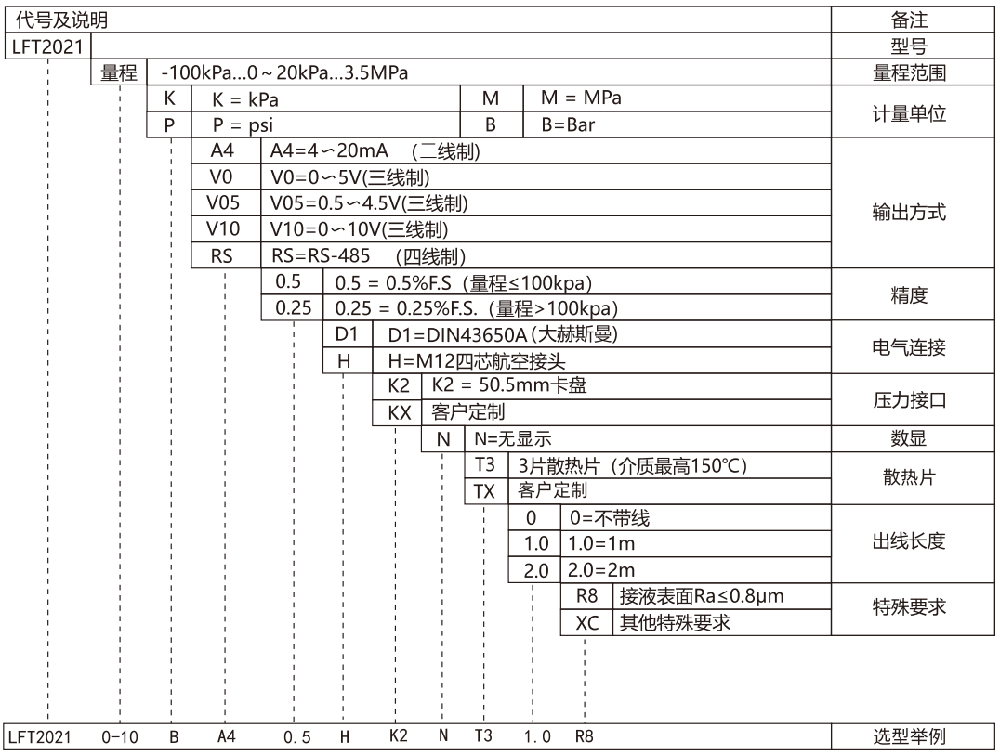 代号及说明 备注
LFT2021 型号
量程 -100kPa...0～20kPa...3.5MPa 量程范围
K K = kPa M M = MPa
计量单位
P P = psi B B=Bar
A4 A4=4∽20mA （二线制)
V0 V0=0∽5V(三线制)
V05 V05=0.5∽4.5V(三线制) 输出方式
V10 V10=0∽10V(三线制)
RS RS=RS-485 （四线制）
0.5 0.5 = 0.5%F.S（量程≤100kpa）
精度
0.25 0.25 = 0.25%F.S.（量程>100kpa）
D1 D1=DIN43650A（大赫斯曼)
电气连接
H H=M12四芯航空接头
K2 K2 = 50.5mm卡盘
压力接口
KX 客户定制
N N=无显示 数显
T3 3片散热片（介质最高150℃）
散热片
TX 客户定制
0 0=不带线
1.0 1.0=1m 出线长度
2.0 2.0=2m
R8 接液表面Ra≤0.8μm
特殊要求
XC 其他特殊要求
LFT2021 0-10 B A4 0.5 H K2 N T3 1.0 R8 选型举例